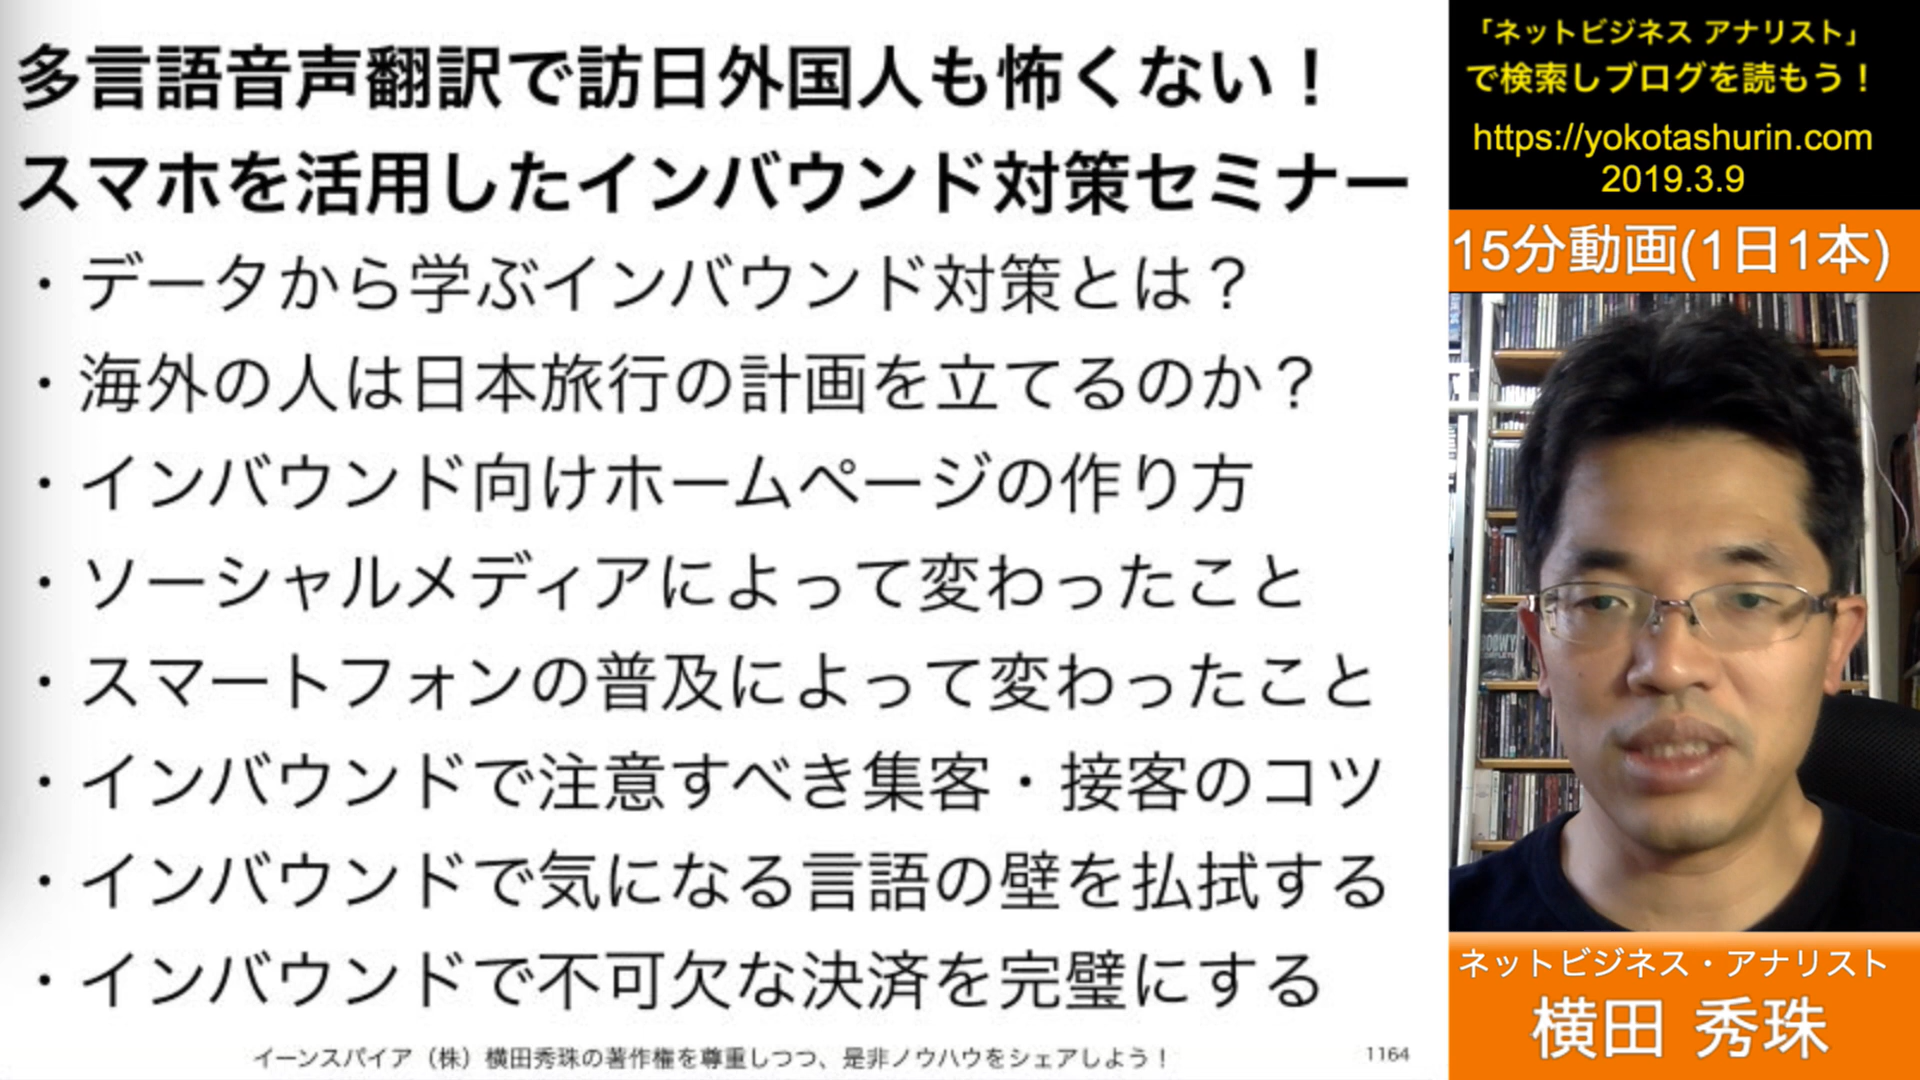 多言語音声翻訳で訪日外国人も怖くない！
スマホを活用したインバウンド対策セミナー
・データから学ぶインバウンド対策とは？
・海外の人は日本旅行の計画を立てるのか？
・インバウンド向けホームページの作り方
・ソーシャルメディアによって変わったこと
・スマートフォンの普及によって変わったこと
・インバウンドで注意すべき集客・接客のコツ
・インバウンドで気になる言語の壁を払拭する
・インバウンドで不可欠な決済を完璧にする
イーンスパイア（株）横田秀珠の著作権を尊重しつつ、是非ノウハウをシェアしよう！
1164
「ネットビジネス アナリスト」
で検索しブログを読もう！
https://yokotashurin.com
2019.3.9
15分動画(1日1本)
ネットビジネス・アナリスト
横田 秀珠